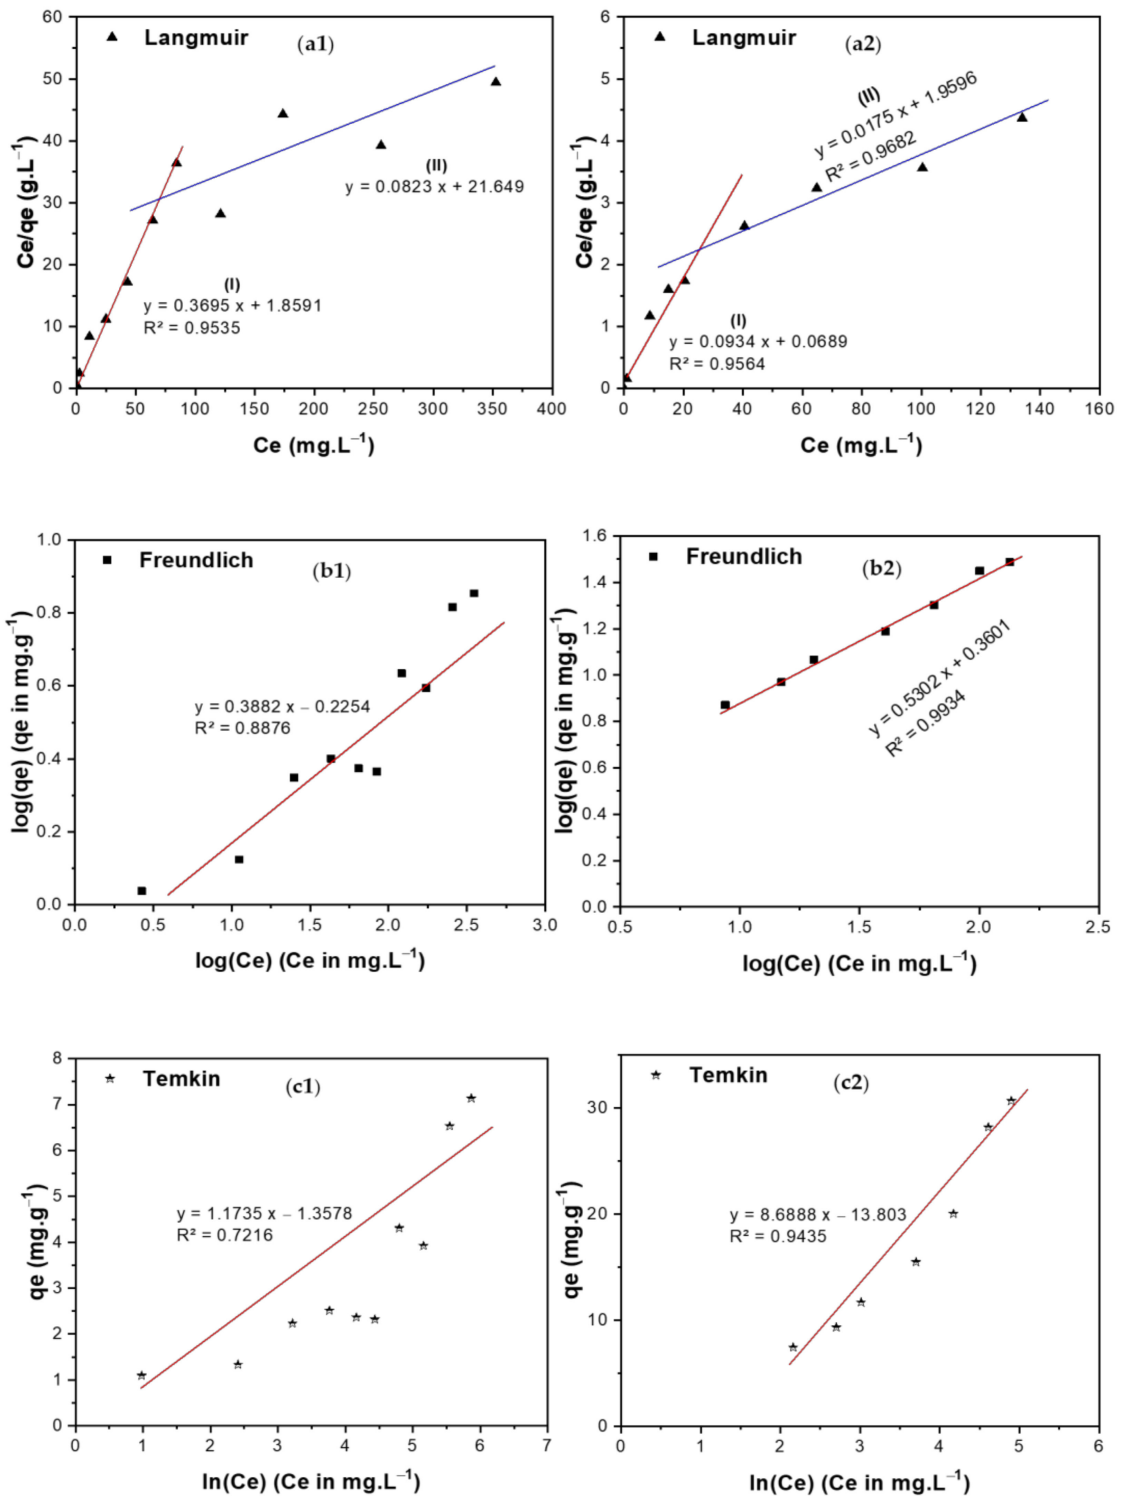 Langmuir
(a1)
60
50
40
30
20
10
0
Ce/qe (g.L⁻¹)
(II)
y = 0.0823 x + 21.649
(I)
y = 0.3695 x + 1.8591
R² = 0.9535
0 50 100 150 200 250 300 350 400
Ce (mg.L⁻¹)
Langmuir
(a2)
6
5
4
3
2
1
0
Ce/qe (g.L⁻¹)
(II)
y = 0.0175 x + 1.9596
R² = 0.9682
(I)
y = 0.0934 x + 0.0689
R² = 0.9564
0 20 40 60 80 100 120 140 160
Ce (mg.L⁻¹)
Freundlich
(b1)
1.0
0.8
0.6
0.4
0.2
0.0
log(qe) (qe in mg.g⁻¹)
y = 0.3882 x – 0.2254
R² = 0.8876
0.0 0.5 1.0 1.5 2.0 2.5 3.0
log(Ce) (Ce in mg.L⁻¹)
Freundlich
(b2)
1.6
1.4
1.2
1.0
0.8
0.6
0.4
0.2
0.0
log(qe) (qe in mg.g⁻¹)
y = 0.5302 x + 0.3601
R² = 0.9934
0.5 1.0 1.5 2.0 2.5
log(Ce) (Ce in mg.L⁻¹)
Temkin
(c1)
8
7
6
5
4
3
2
1
0
qe (mg.g⁻¹)
y = 1.1735 x – 1.3578
R² = 0.7216
0 1 2 3 4 5 6 7
ln(Ce) (Ce in mg.L⁻¹)
Temkin
(c2)
30
20
10
0
qe (mg.g⁻¹)
y = 8.6888 x – 13.803
R² = 0.9435
0 1 2 3 4 5 6
ln(Ce) (Ce in mg.L⁻¹)